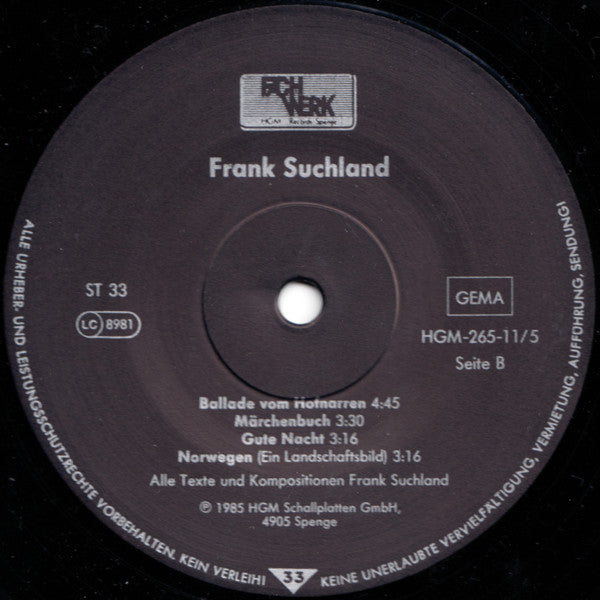 FACH
WERK
HGM Records Spenge
Frank Suchland
ST 33
LC 8981
GEMA
HGM-265-11/5
Seite B
Ballade vom Hofnarren 4:45
Märchenbuch 3:30
Gute Nacht 3:16
Norwegen (Ein Landschaftsbild) 3:16
Alle Texte und Kompositionen Frank Suchland
℗ 1985 HGM Schallplatten GmbH,
4905 Spenge
ALLE URHEBER- UND LEISTUNGSSCHUTZRECHTE VORBEHALTEN. KEIN VERLEIH! 33 KEINE UNERLAUBTE VERVIELFÄLTIGUNG, VERMIETUNG, AUFFÜHRUNG, SENDUNG!